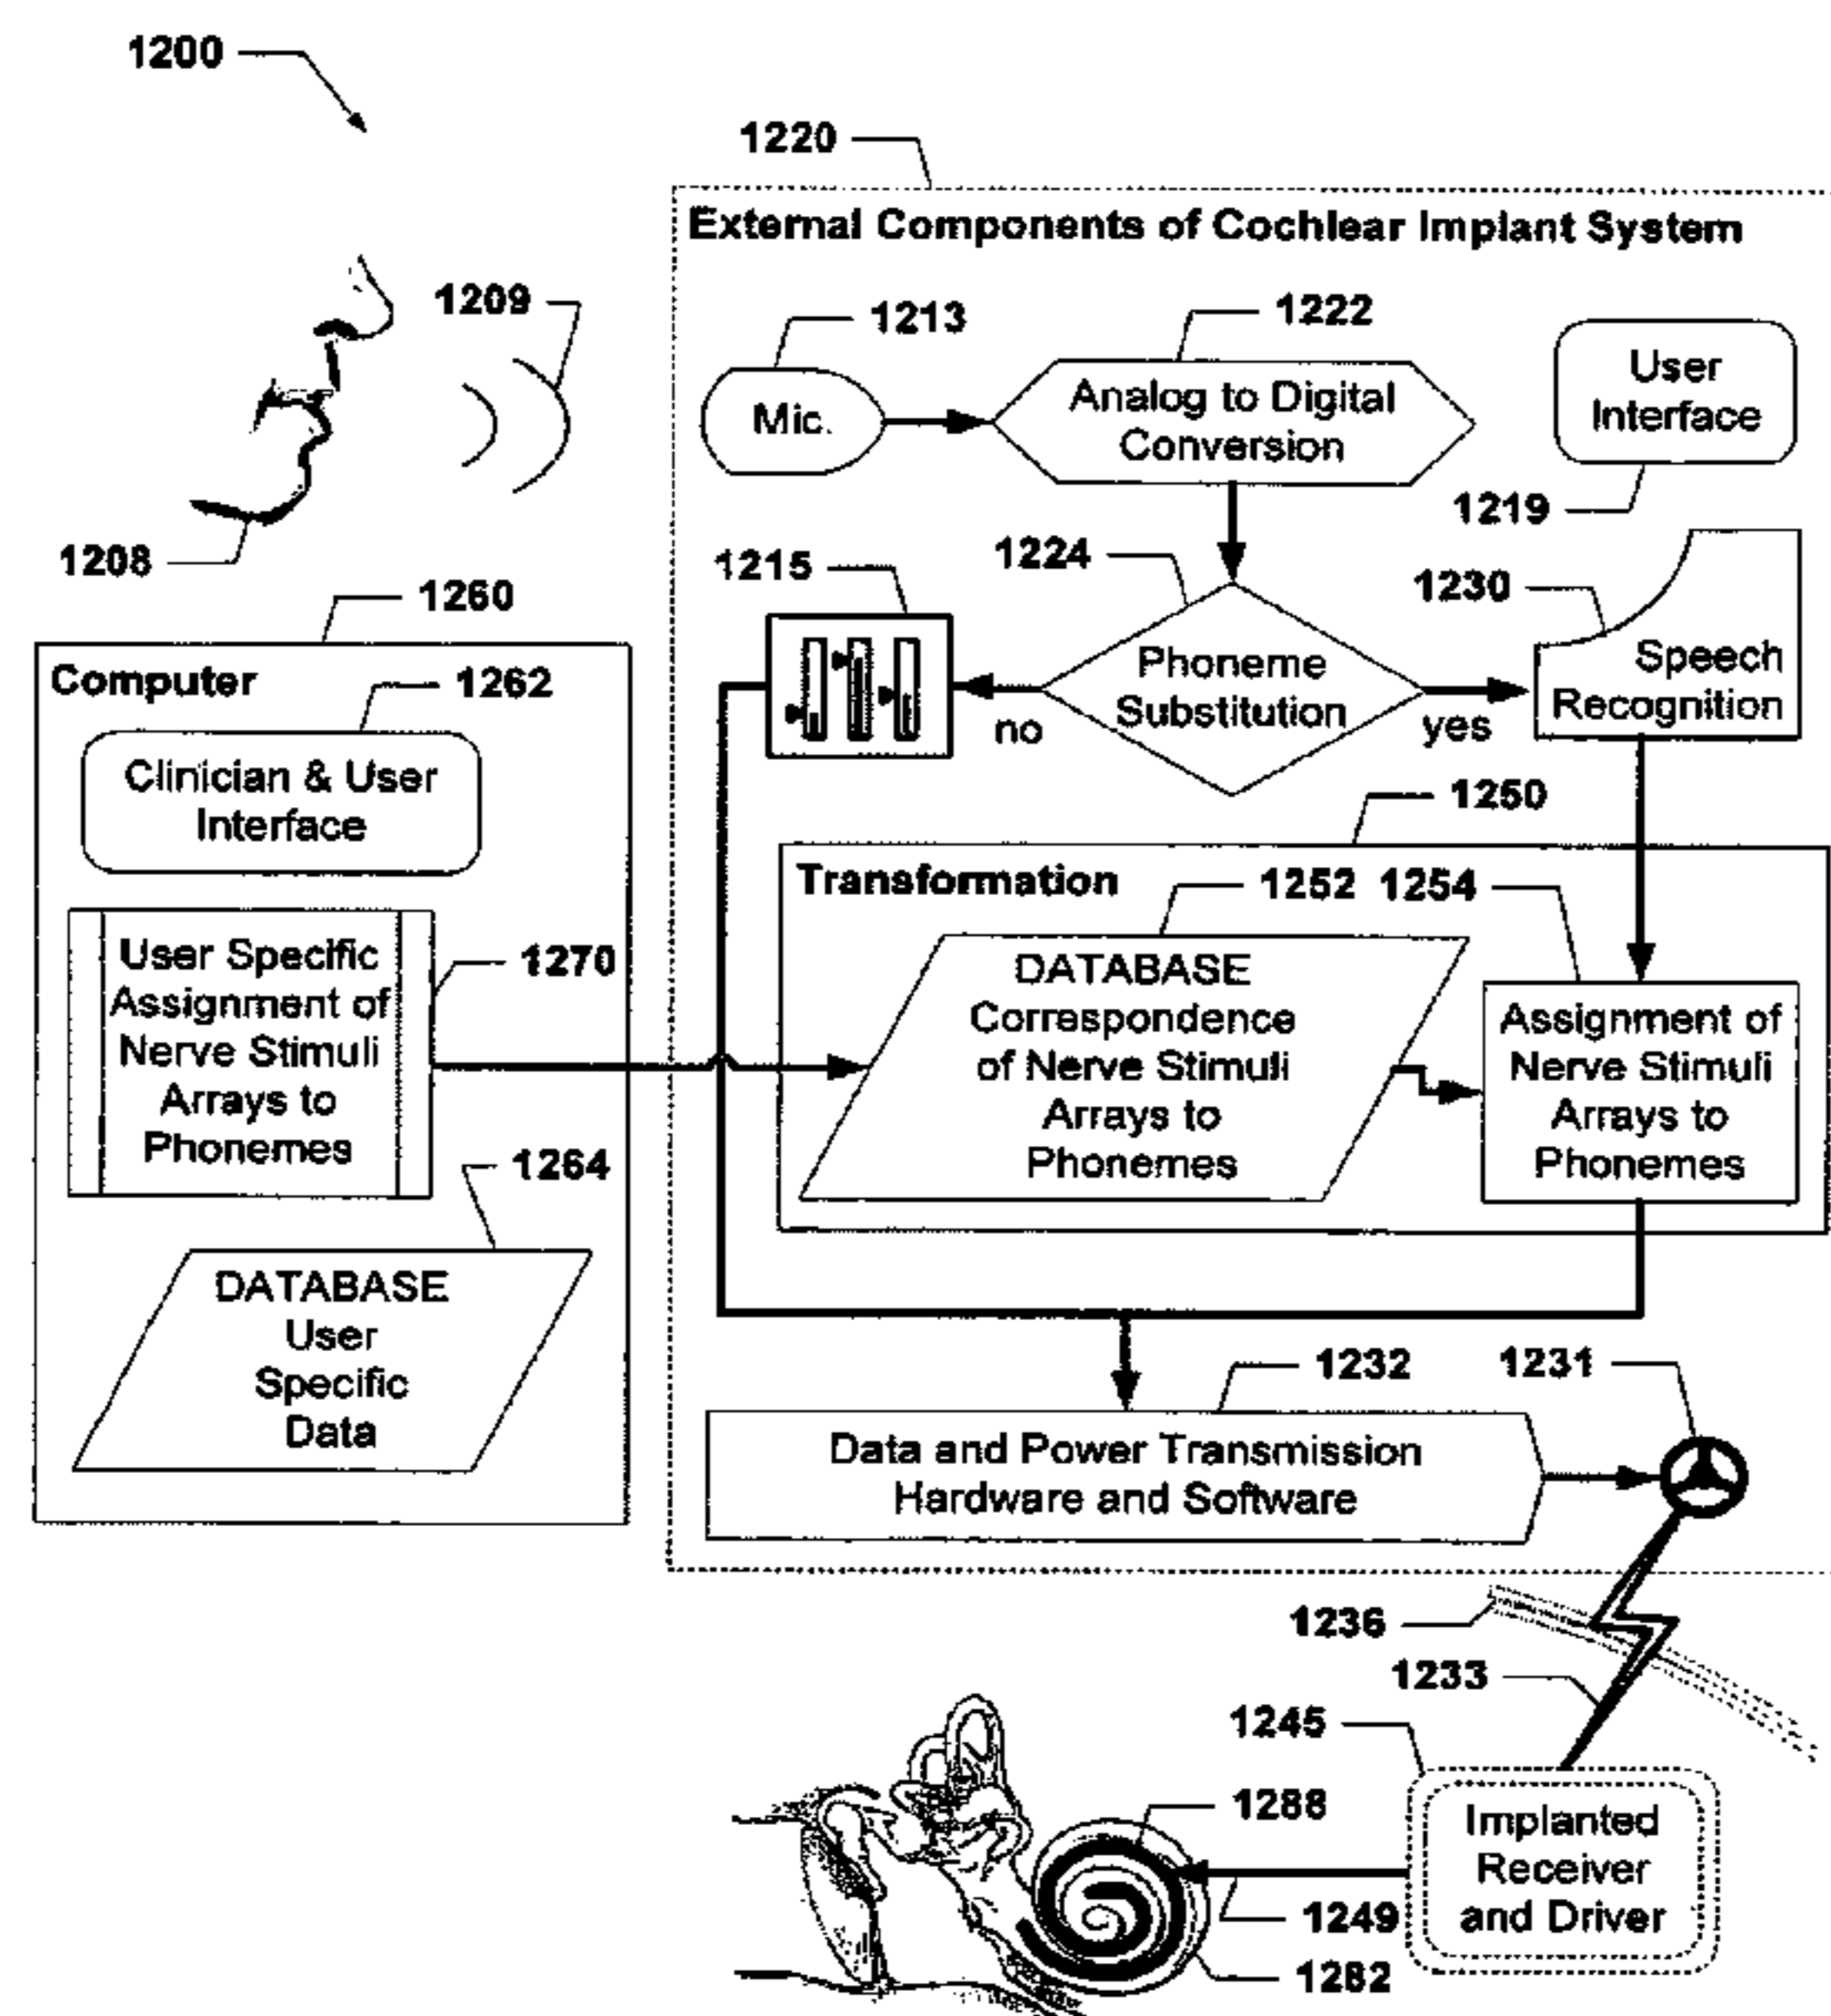 1200
1220
External Components of Cochlear Implant System
1209
1213
1222
Mic.
Analog to Digital
Conversion
User
Interface
1219
1208
1215
1224
1230
Phoneme
Substitution
no
yes
Speech
Recognition
1260
Computer
1262
Clinician & User
Interface
User Specific
Assignment of
Nerve Stimuli
Arrays to
Phonemes
1270
1264
DATABASE
User
Specific
Data
1250
Transformation
1252
1254
DATABASE
Correspondence
of Nerve Stimuli
Arrays to
Phonemes
Assignment of
Nerve Stimuli
Arrays to
Phonemes
1232
1231
Data and Power Transmission
Hardware and Software
1236
1233
1245
1288
Implanted
Receiver
and Driver
1249
1282